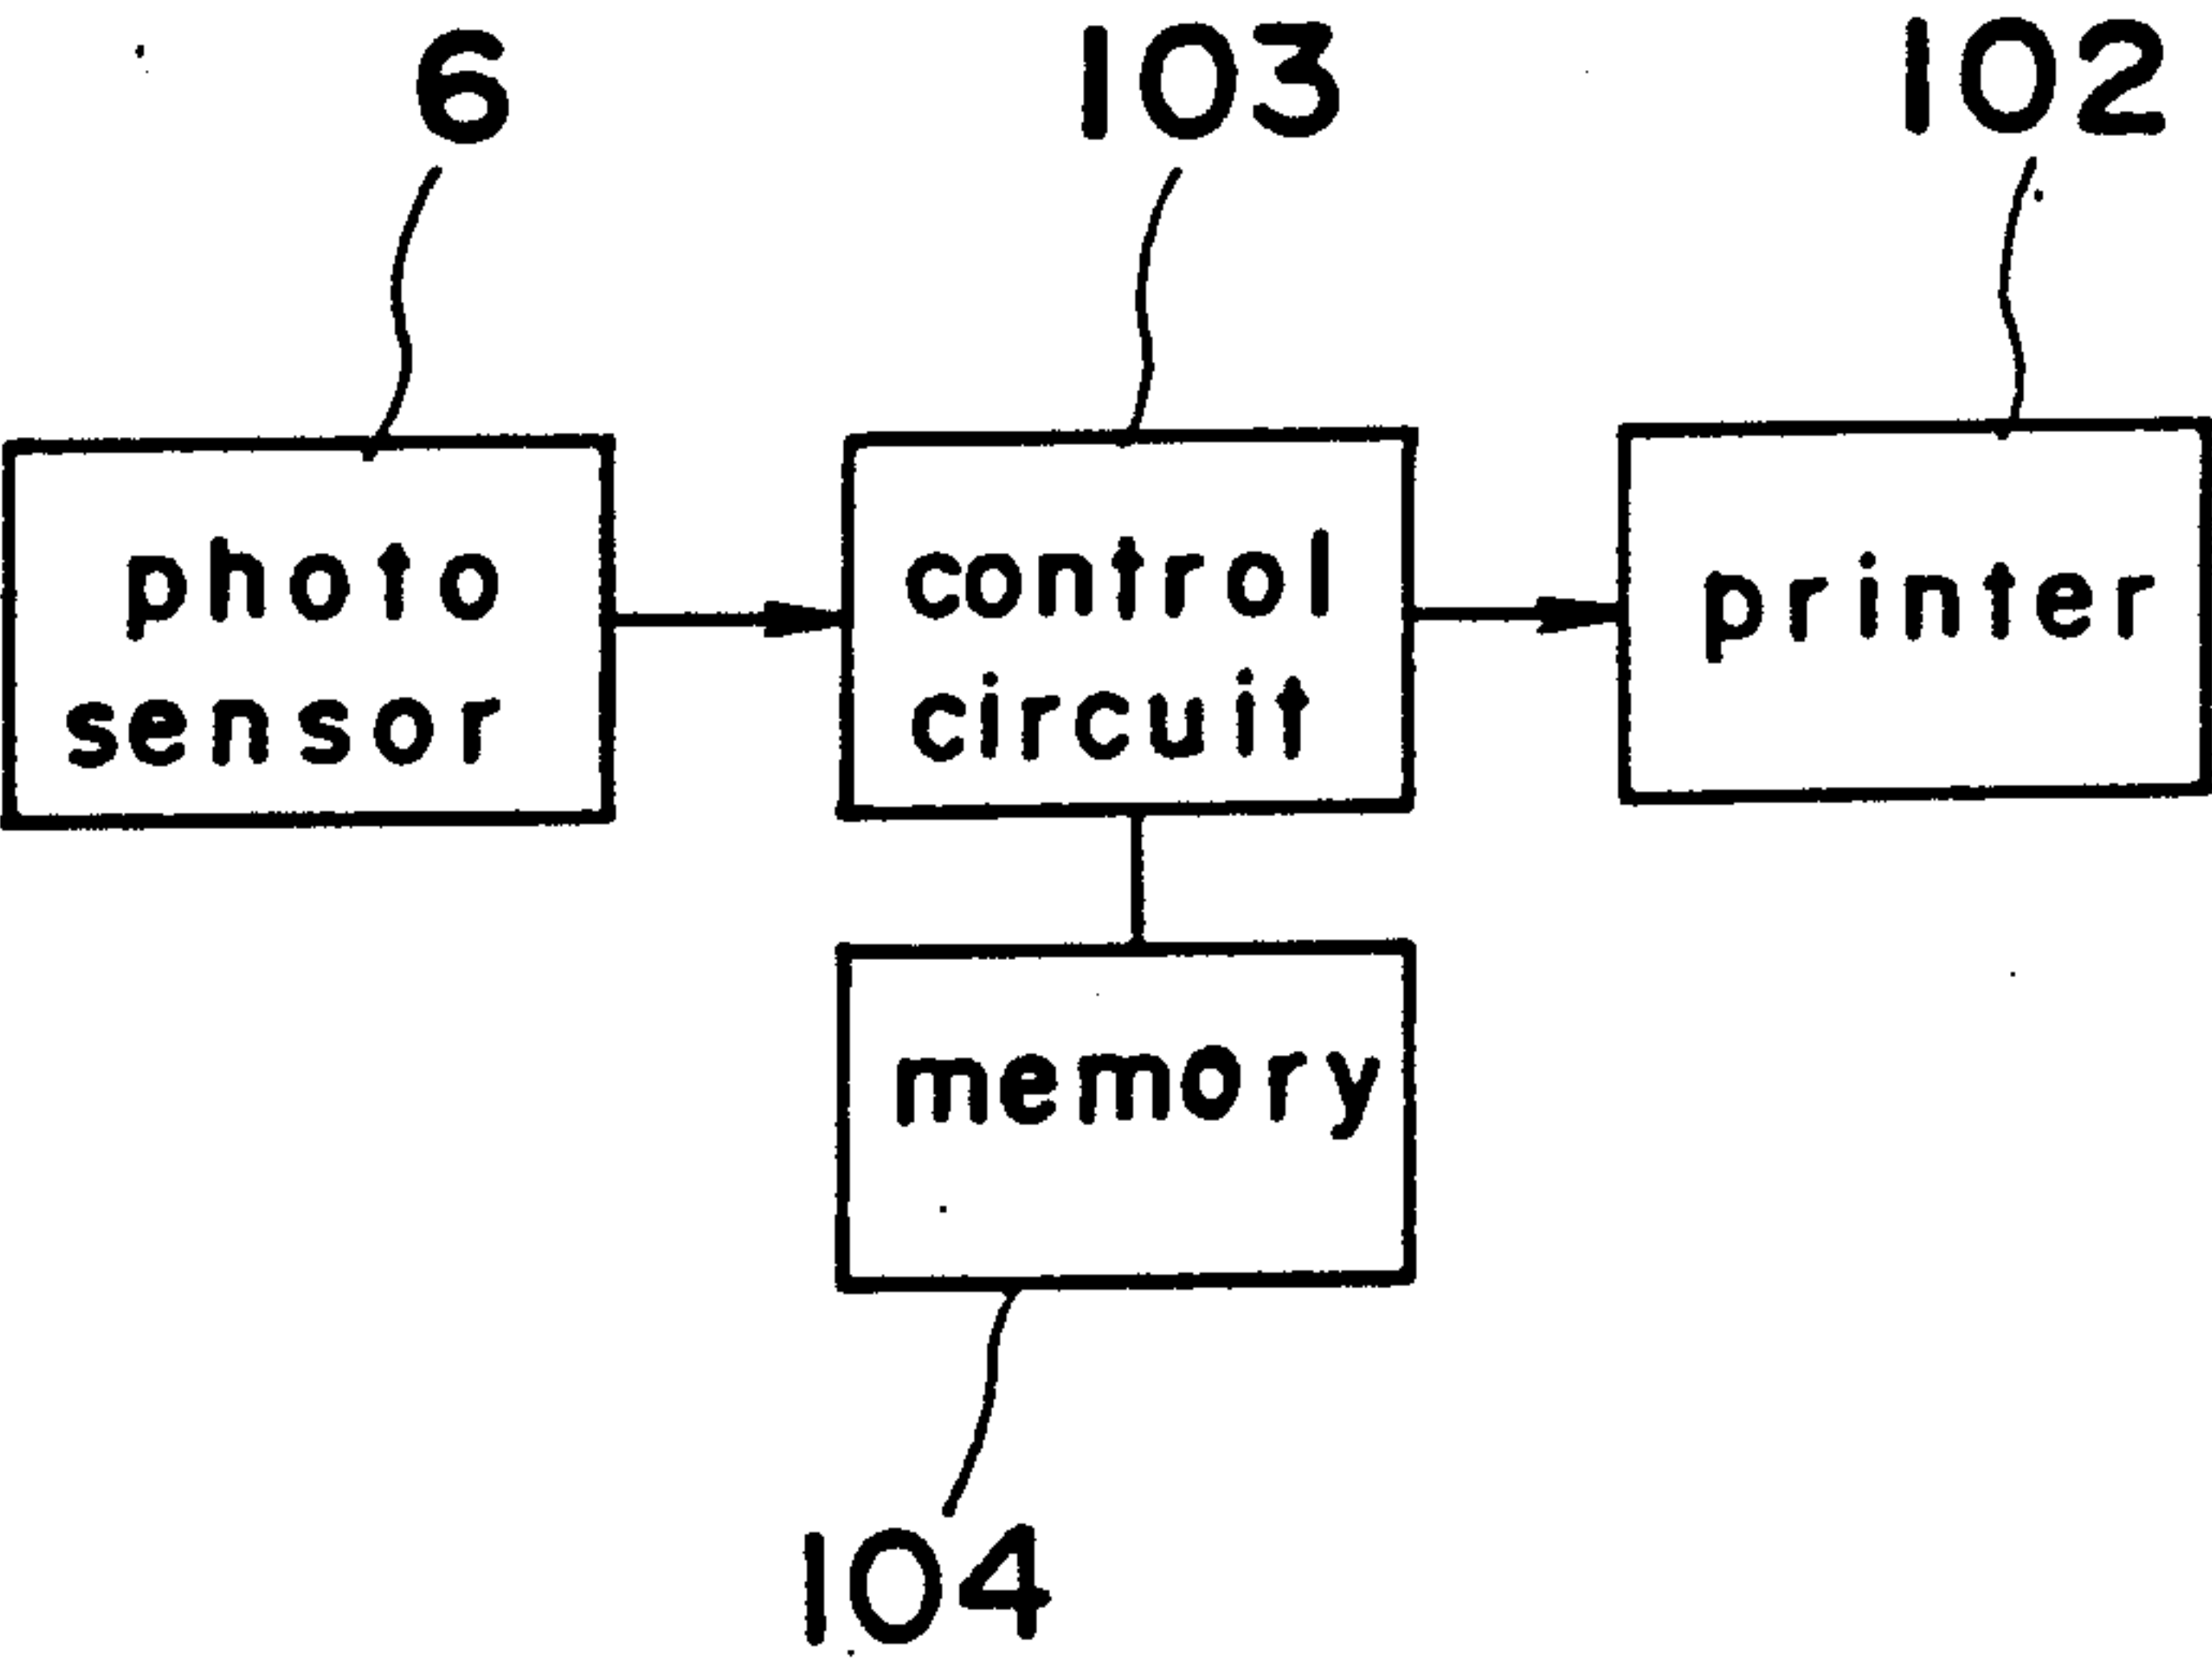 6
103
102
photo
sensor
control
circuit
printer
memory
104